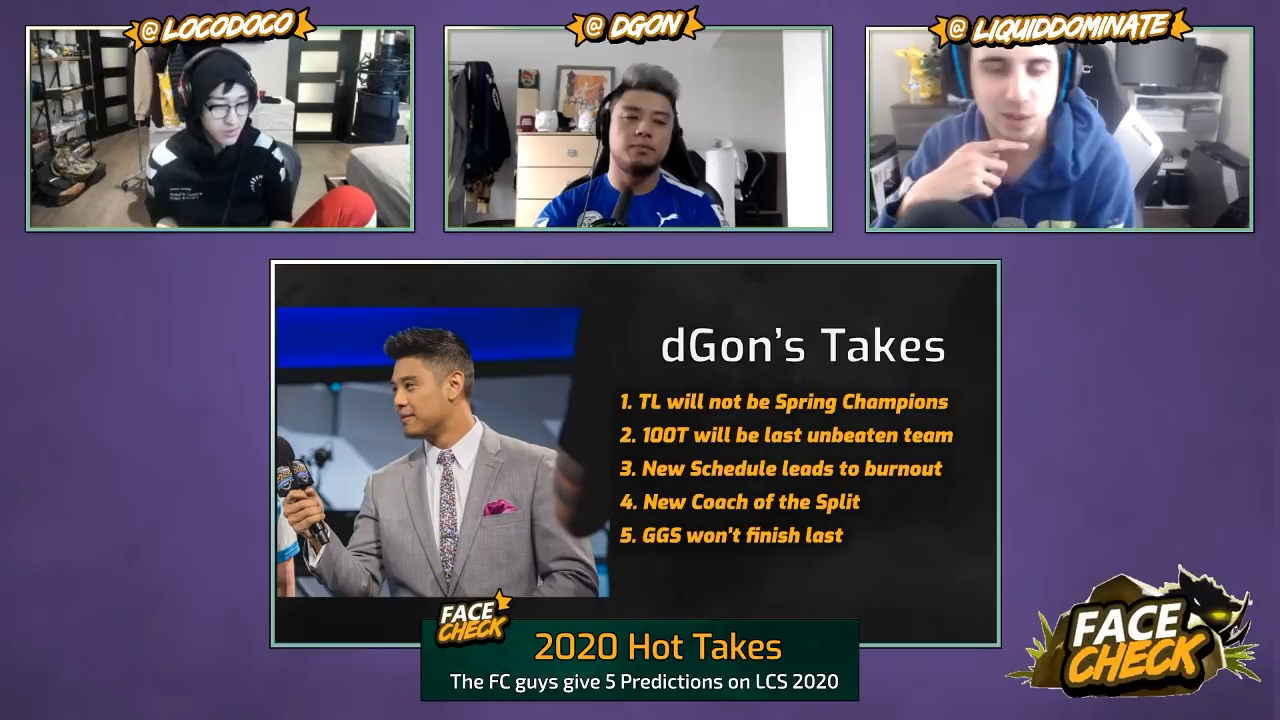 @ LOCODOCO
@ DGON
@ LIQUIDDOMINATE
dGon's Takes
1. TL will not be Spring Champions
2. 100T will be last unbeaten team
3. New Schedule leads to burnout
4. New Coach of the Split
5. GGS won't finish last
FACE
CHECK
2020 Hot Takes
The FC guys give 5 Predictions on LCS 2020
FACE
CHECK